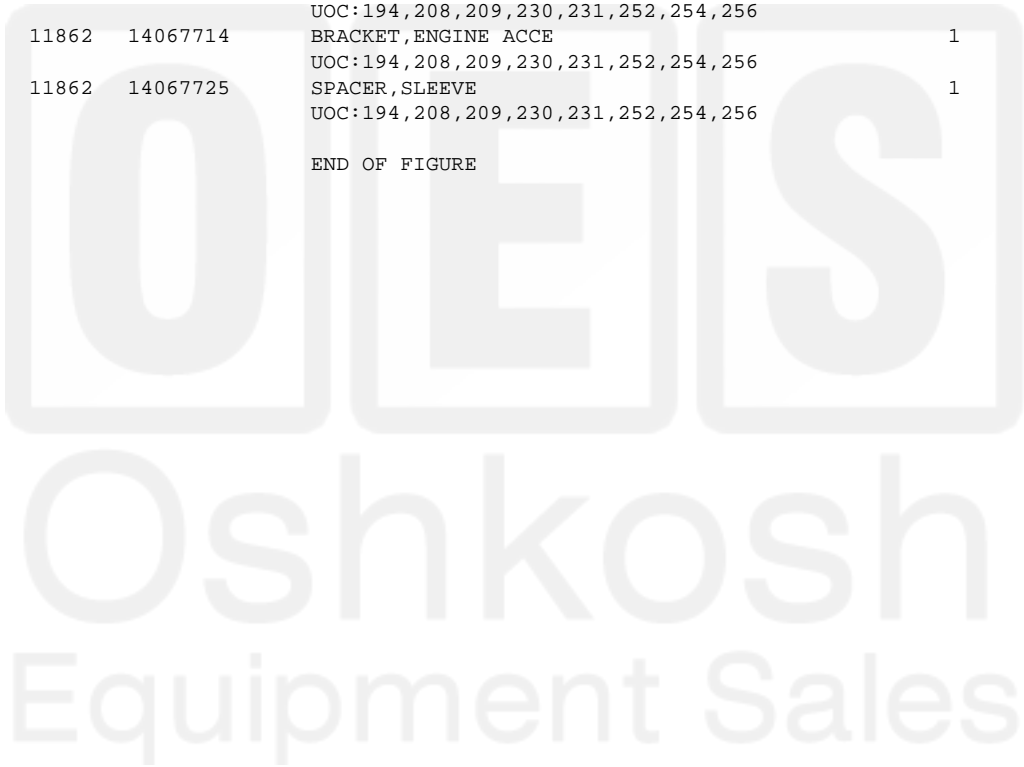 UOC:194,208,209,230,231,252,254,256
11862 14067714 BRACKET,ENGINE ACCE 1
UOC:194,208,209,230,231,252,254,256
11862 14067725 SPACER,SLEEVE 1
UOC:194,208,209,230,231,252,254,256
END OF FIGURE
OES
Oshkosh
Equipment Sales